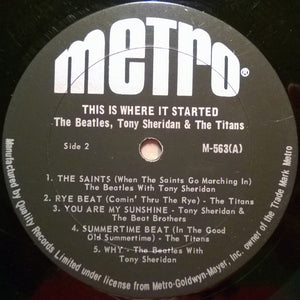 metro®
THIS IS WHERE IT STARTED
The Beatles, Tony Sheridan & The Titans
Side 2 M-563(A)
1. THE SAINTS (When The Saints Go Marching In)
The Beatles With Tony Sheridan
2. RYE BEAT (Comin' Thru The Rye) - The Titans
3. YOU ARE MY SUNSHINE - Tony Sheridan &
the Beat Brothers
4. SUMMERTIME BEAT (In The Good
Old Summertime) - The Titans
5. WHY - The Beatles With
Tony Sheridan
Manufactured by Quality Records Limited under license from Metro-Goldwyn-Mayer, Inc. owner of the Trade Mark Metro